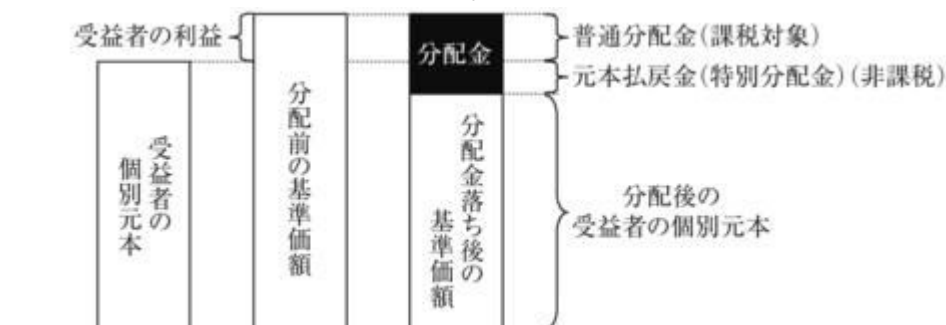 受益者の利益
分配金
普通分配金(課税対象)
元本払戻金(特別分配金)(非課税)
受益者の
個別元本
分配前の基準価額
分配金落ち後の
基準価額
分配後の
受益者の個別元本